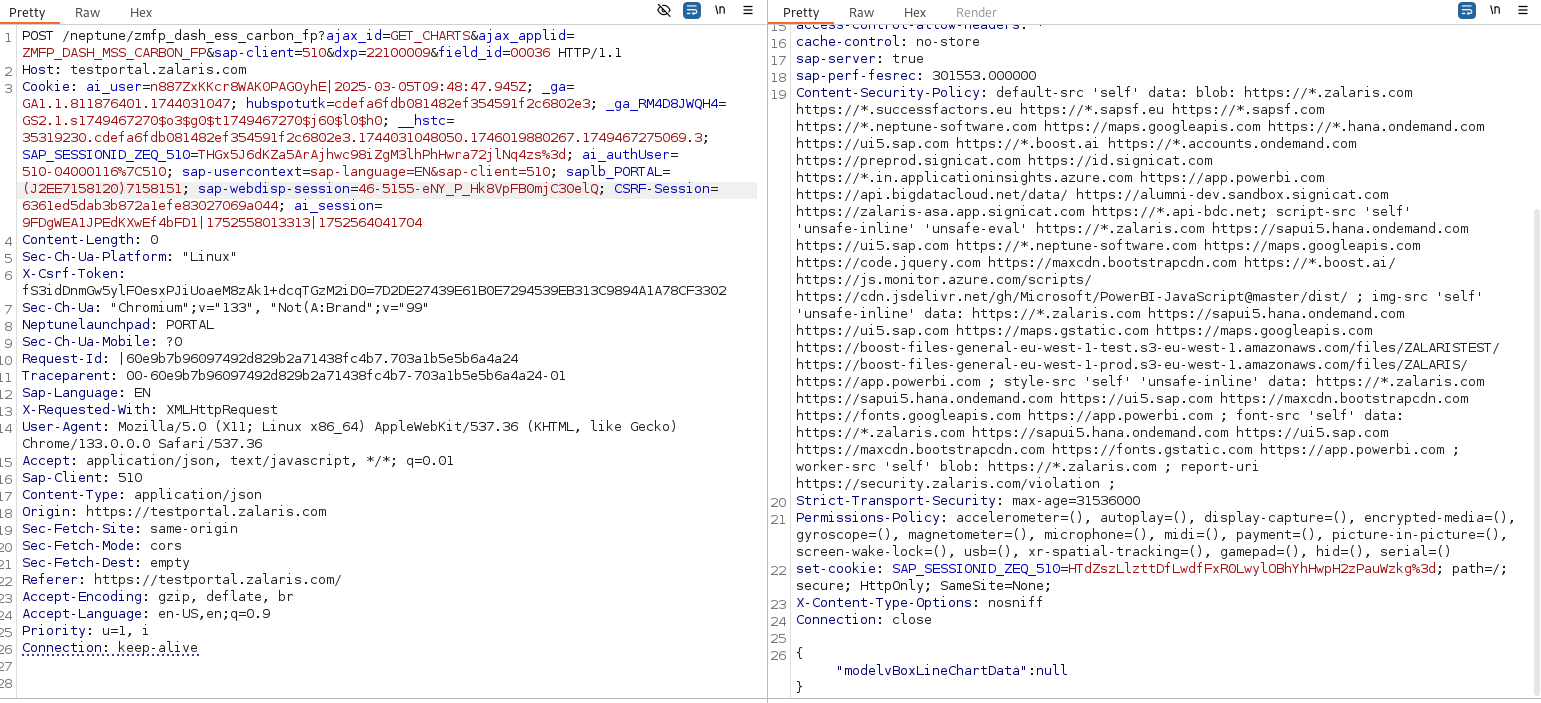 Pretty Raw Hex \n
1 POST /neptune/zmfp_dash_ess_carbon_fp?ajax_id=GET_CHARTS&ajax_applid=
ZMFP_DASH_MSS_CARBON_FP&sap-client=510&dxp=22100009&field_id=00036 HTTP/1.1
2 Host: testportal.zalaris.com
3 Cookie: ai_user=n887ZxKKcr8WAKOPAGOyhE|2025-03-05T09:48:47.945Z; _ga=
GA1.1.811876401.1744031047; hubspotutk=cdefa6fdb081482ef354591f2c6802e3; _ga_RM4D8JWQH4=
GS2.1.s1749467270$o3$g0$t1749467270$j60$l0$h0; __hstc=
35319230.cdefa6fdb081482ef354591f2c6802e3.1744031048050.1746019880267.1749467275069.3;
SAP_SESSIONID_ZEQ_510=THGx5J6dKZa5ArAjhwc98iZgM3lhPhHwra72jlNq4zs%3d; ai_authUser=
510-04000116%7C510; sap-usercontext=sap-language=EN&sap-client=510; saplb_PORTAL=
(J2EE7158120)7158151; sap-webdisp-session=46-5155-eNY_P_Hk8VpFB0mjC30elQ; CSRF-Session=
6361ed5dab3b872a1efe83027069a044; ai_session=
9FDgWEA1JPEdKXwEf4bFD1|1752558013313|1752564041704
4 Content-Length: 0
5 Sec-Ch-Ua-Platform: "Linux"
6 X-Csrf-Token:
fS3idDnmGw5ylFOesxPJiUoaeM8zAk1+dcqTGzM2iD0=7D2DE27439E61B0E7294539EB313C9894A1A78CF3302
7 Sec-Ch-Ua: "Chromium";v="133", "Not(A:Brand";v="99"
8 Neptunelaunchpad: PORTAL
9 Sec-Ch-Ua-Mobile: ?0
10 Request-Id: |60e9b7b96097492d829b2a71438fc4b7.703a1b5e5b6a4a24
11 Traceparent: 00-60e9b7b96097492d829b2a71438fc4b7-703a1b5e5b6a4a24-01
12 Sap-Language: EN
13 X-Requested-With: XMLHttpRequest
14 User-Agent: Mozilla/5.0 (X11; Linux x86_64) AppleWebKit/537.36 (KHTML, like Gecko)
Chrome/133.0.0.0 Safari/537.36
15 Accept: application/json, text/javascript, */*; q=0.01
16 Sap-Client: 510
17 Content-Type: application/json
18 Origin: https://testportal.zalaris.com
19 Sec-Fetch-Site: same-origin
20 Sec-Fetch-Mode: cors
21 Sec-Fetch-Dest: empty
22 Referer: https://testportal.zalaris.com/
23 Accept-Encoding: gzip, deflate, br
24 Accept-Language: en-US,en;q=0.9
25 Priority: u=1, i
26 Connection: keep-alive
27
28
Pretty Raw Hex Render \n
15 access-control-allow-headers: *
16 cache-control: no-store
17 sap-server: true
18 sap-perf-fesrec: 301553.000000
19 Content-Security-Policy: default-src 'self' data: blob: https://*.zalaris.com
https://*.successfactors.eu https://*.sapsf.eu https://*.sapsf.com
https://*.neptune-software.com https://maps.googleapis.com https://*.hana.ondemand.com
https://ui5.sap.com https://*.boost.ai https://*.accounts.ondemand.com
https://preprod.signicat.com https://id.signicat.com
https://*.in.applicationinsights.azure.com https://app.powerbi.com
https://api.bigdatacloud.net/data/ https://alumni-dev.sandbox.signicat.com
https://zalaris-asa.app.signicat.com https://*.api-bdc.net; script-src 'self'
'unsafe-inline' 'unsafe-eval' https://*.zalaris.com https://sapui5.hana.ondemand.com
https://ui5.sap.com https://*.neptune-software.com https://maps.googleapis.com
https://code.jquery.com https://maxcdn.bootstrapcdn.com https://*.boost.ai/
https://js.monitor.azure.com/scripts/
https://cdn.jsdelivr.net/gh/Microsoft/PowerBI-JavaScript@master/dist/ ; img-src 'self'
'unsafe-inline' data: https://*.zalaris.com https://sapui5.hana.ondemand.com
https://ui5.sap.com https://maps.gstatic.com https://maps.googleapis.com
https://boost-files-general-eu-west-1-test.s3-eu-west-1.amazonaws.com/files/ZALARISTEST/
https://boost-files-general-eu-west-1-prod.s3-eu-west-1.amazonaws.com/files/ZALARIS/
https://app.powerbi.com ; style-src 'self' 'unsafe-inline' data: https://*.zalaris.com
https://sapui5.hana.ondemand.com https://ui5.sap.com https://maxcdn.bootstrapcdn.com
https://fonts.googleapis.com https://app.powerbi.com ; font-src 'self' data:
https://*.zalaris.com https://sapui5.hana.ondemand.com https://ui5.sap.com
https://maxcdn.bootstrapcdn.com https://fonts.gstatic.com https://app.powerbi.com ;
worker-src 'self' blob: https://*.zalaris.com ; report-uri
https://security.zalaris.com/violation ;
20 Strict-Transport-Security: max-age=31536000
21 Permissions-Policy: accelerometer=(), autoplay=(), display-capture=(), encrypted-media=(),
gyroscope=(), magnetometer=(), microphone=(), midi=(), payment=(), picture-in-picture=(),
screen-wake-lock=(), usb=(), xr-spatial-tracking=(), gamepad=(), hid=(), serial=()
22 set-cookie: SAP_SESSIONID_ZEQ_510=HTdZszLlzttDfLwdfFxR0LwylOBhYhHwpH2zPauWzkg%3d; path=/;
secure; HttpOnly; SameSite=None;
23 X-Content-Type-Options: nosniff
24 Connection: close
25
26 {
"modelvBoxLineChartData":null
}